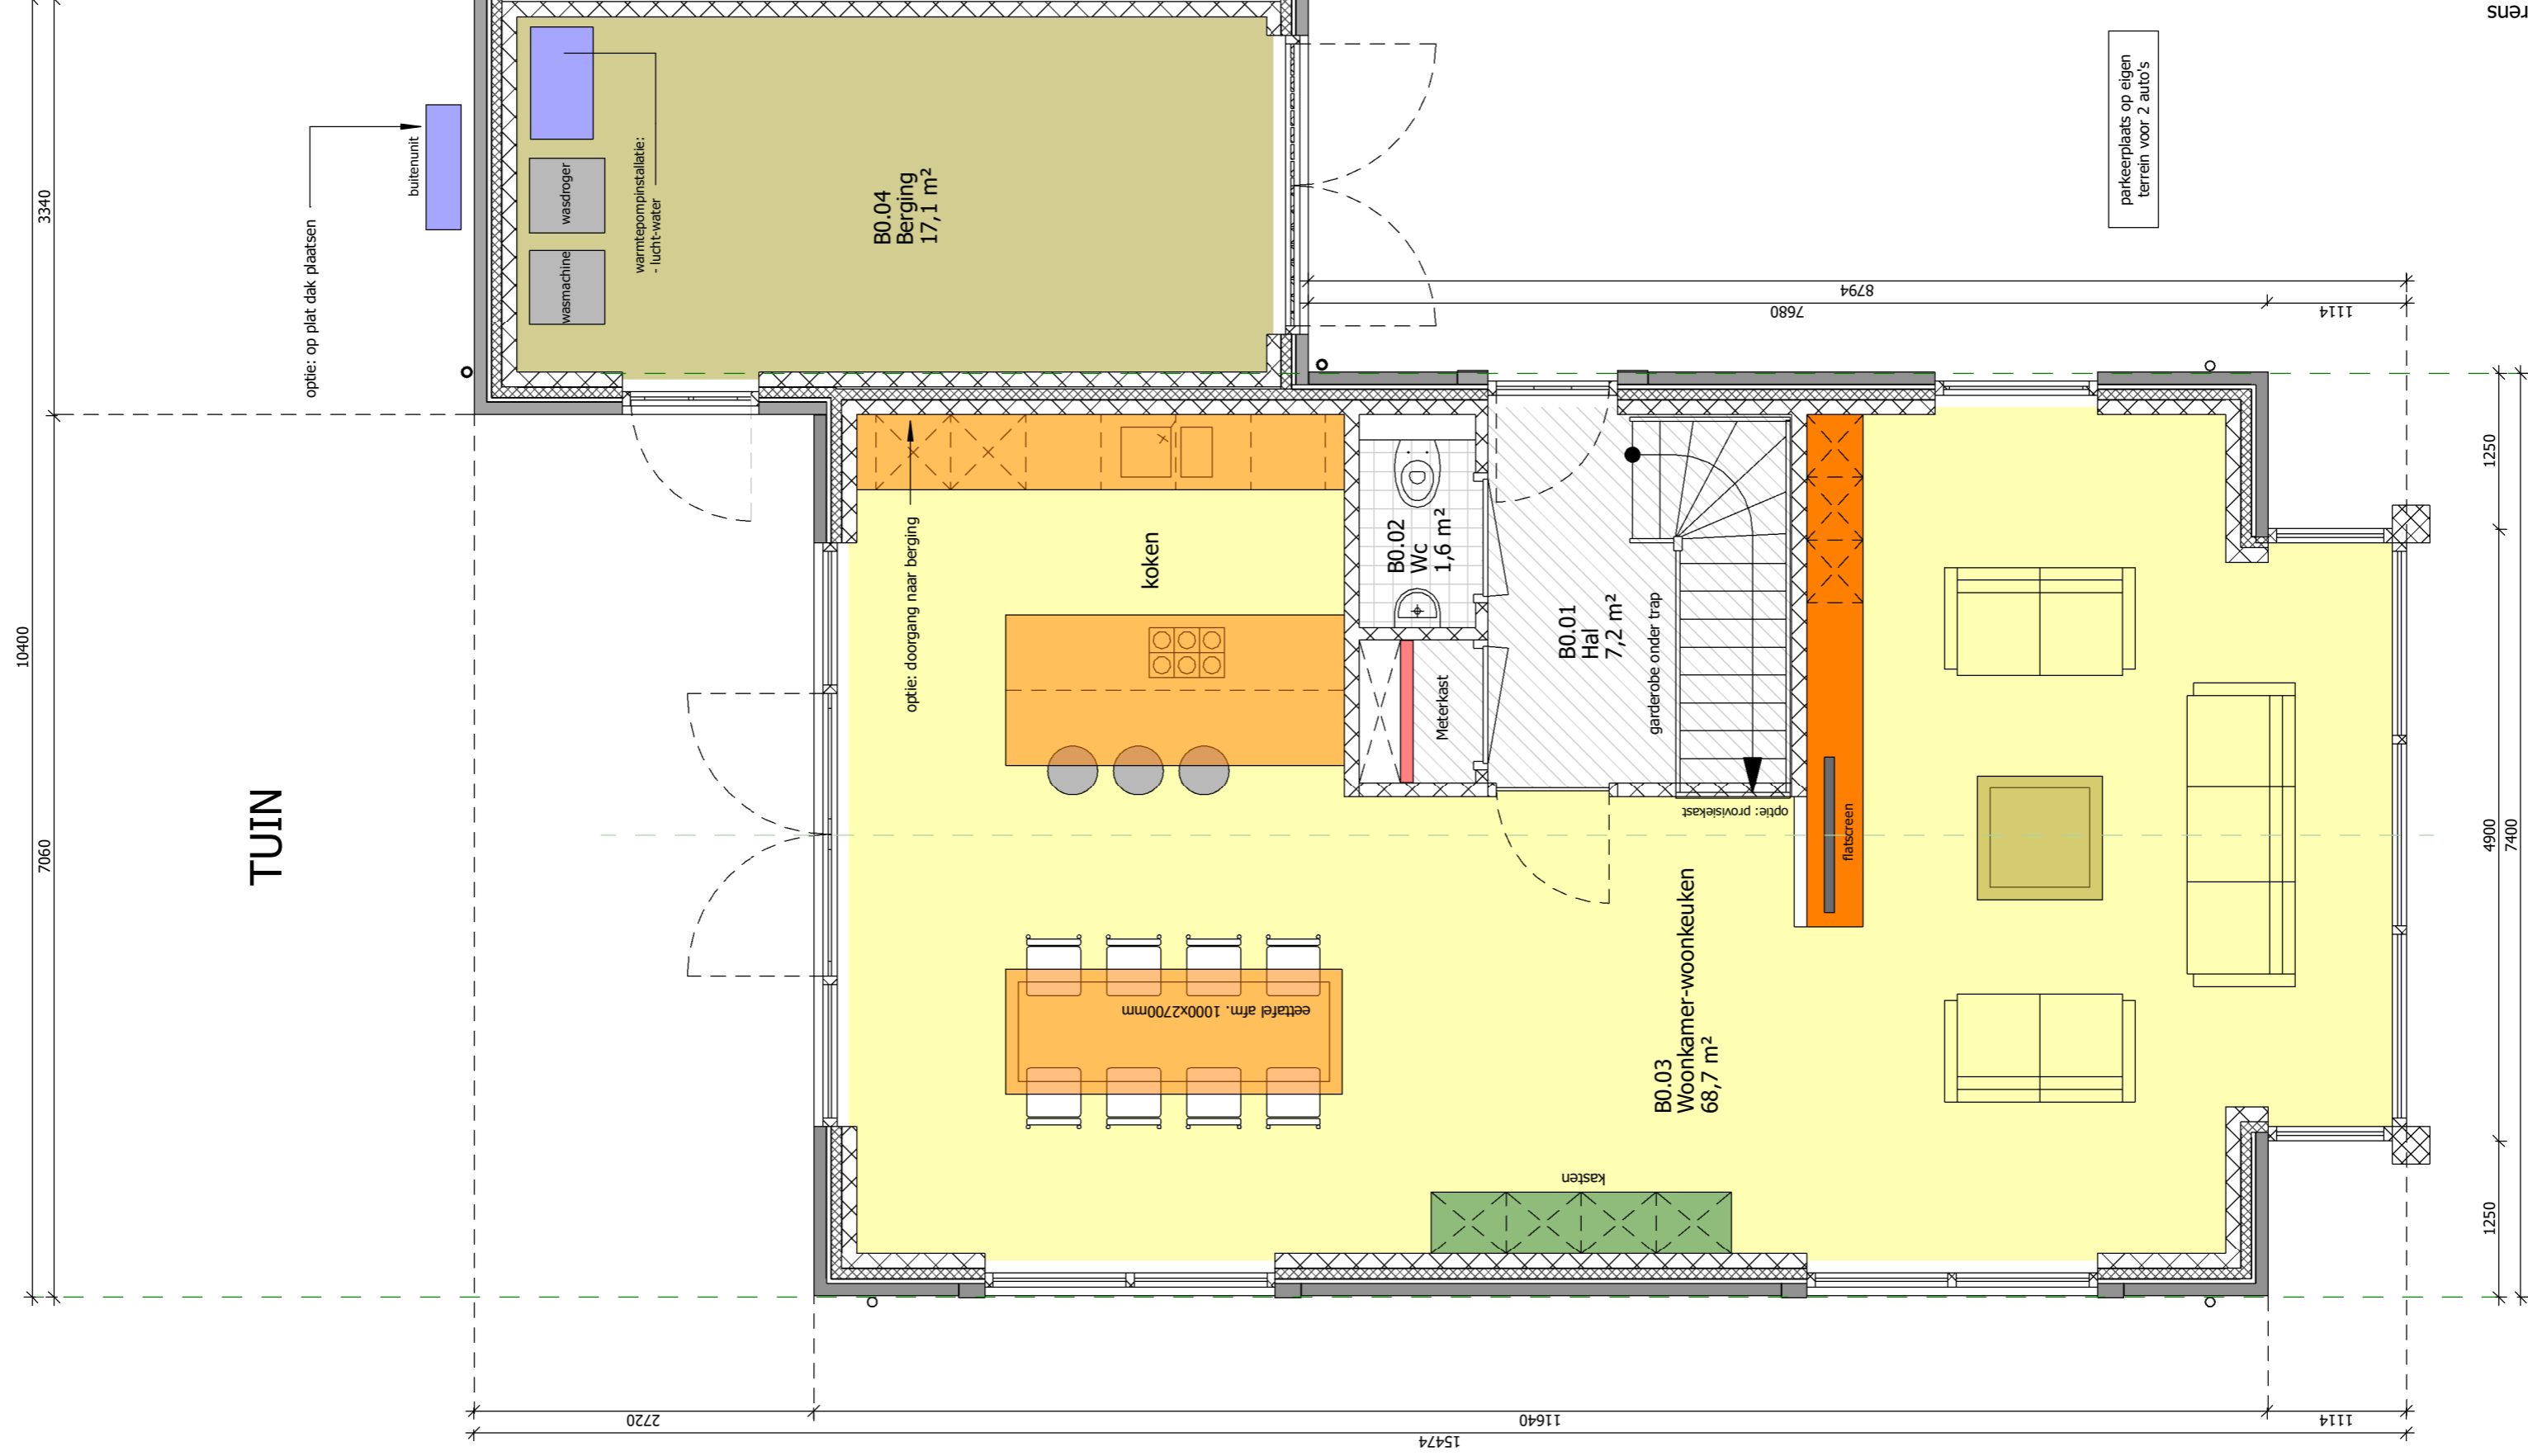 rens
parkeerplaats op eigen
terrein voor 2 auto's
optie: op plat dak plaatsen
buitenunit
wasdroger
wasmachine
warmtepompinstallatie:
- lucht-water
B0.04
Berging
17,1 m²
3340
10400
7060
8794
7680
1114
TUIN
optie: doorgang naar berging
koken
B0.02
Wc
1,6 m²
Meterkast
B0.01
Hal
7,2 m²
garderobe onder trap
optie: provisiekast
flatscreen
eettafel afm. 1000x2700mm
B0.03
Woonkamer-woonkeuken
68,7 m²
kasten
1250
4900
7400
1250
2720
11640
1114
15474